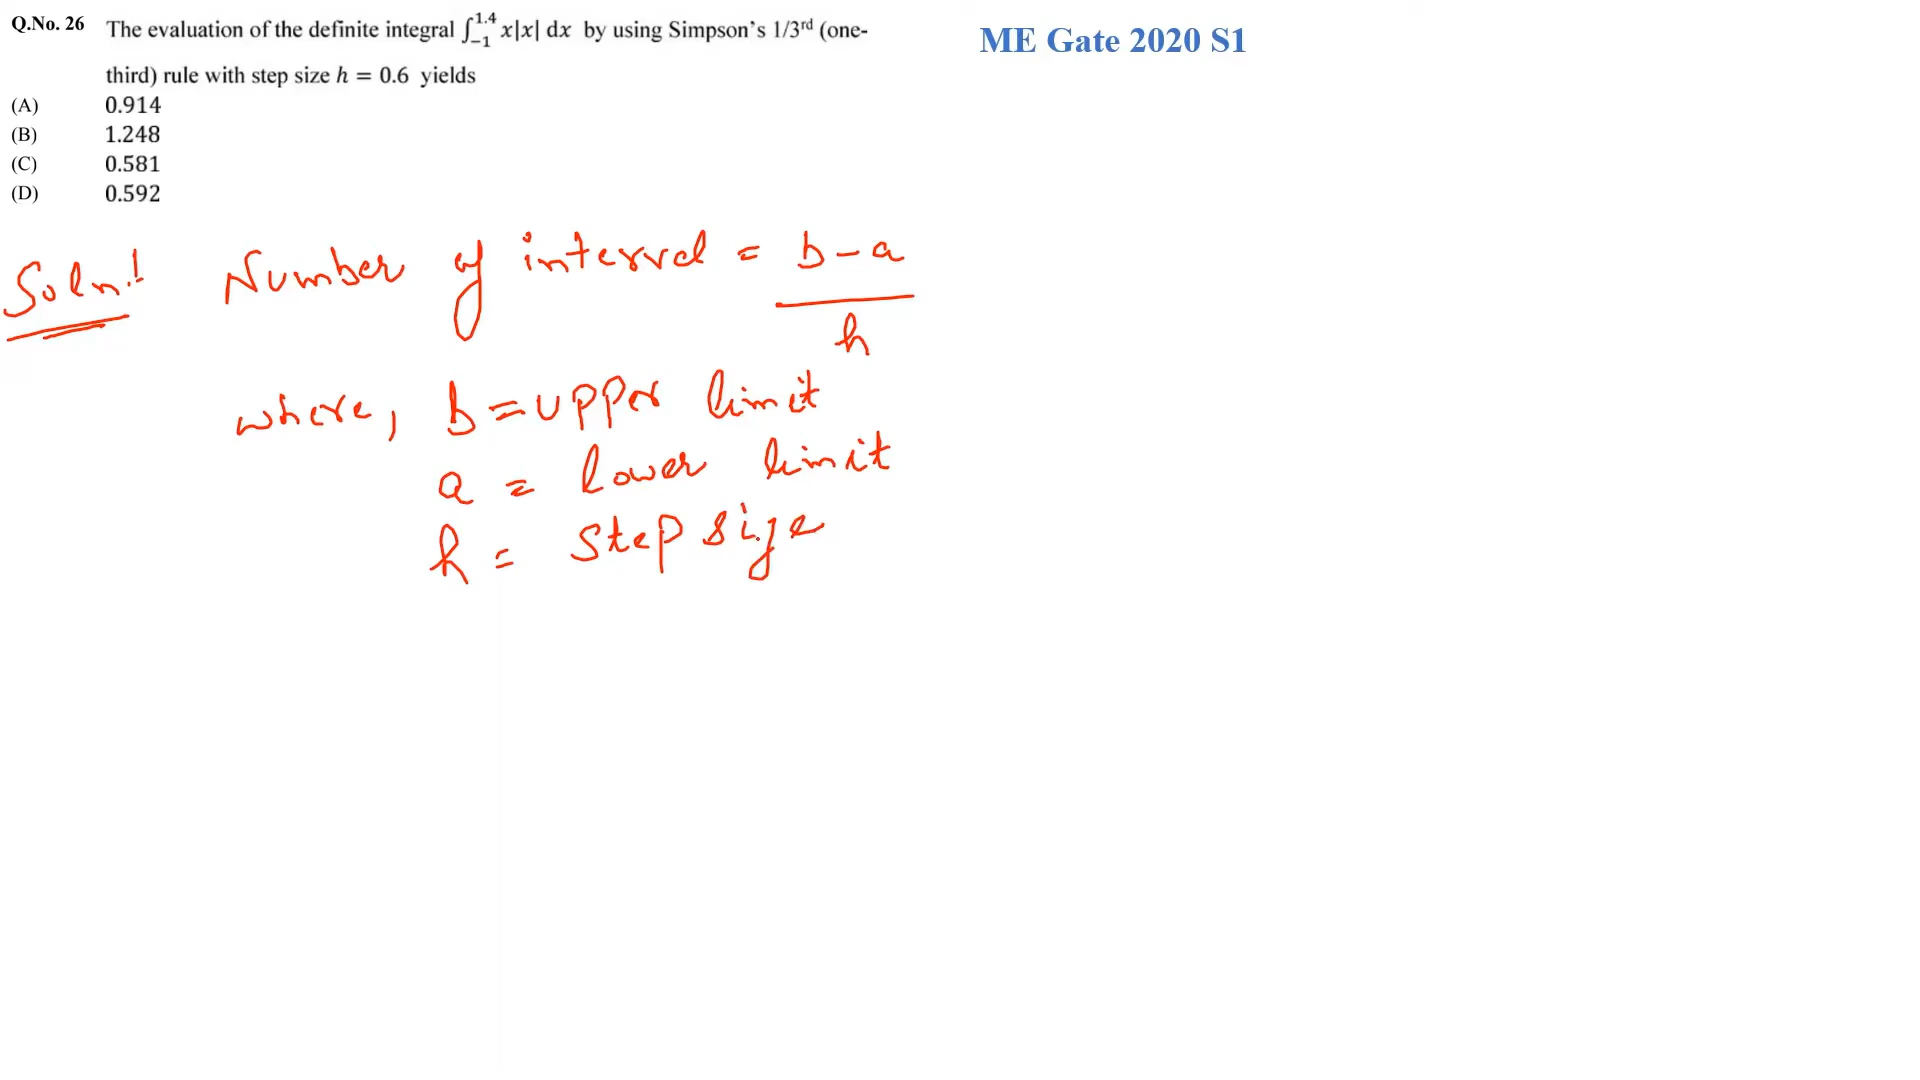 Q.No. 26 The evaluation of the definite integral ∫₋₁^1.4 x|x| dx by using Simpson's 1/3rd (one-
third) rule with step size h = 0.6 yields
(A) 0.914
(B) 1.248
(C) 0.581
(D) 0.592
ME Gate 2020 S1
Soln! Number of interval = b-a
h
where, b = upper limit
a = lower limit
h = step size